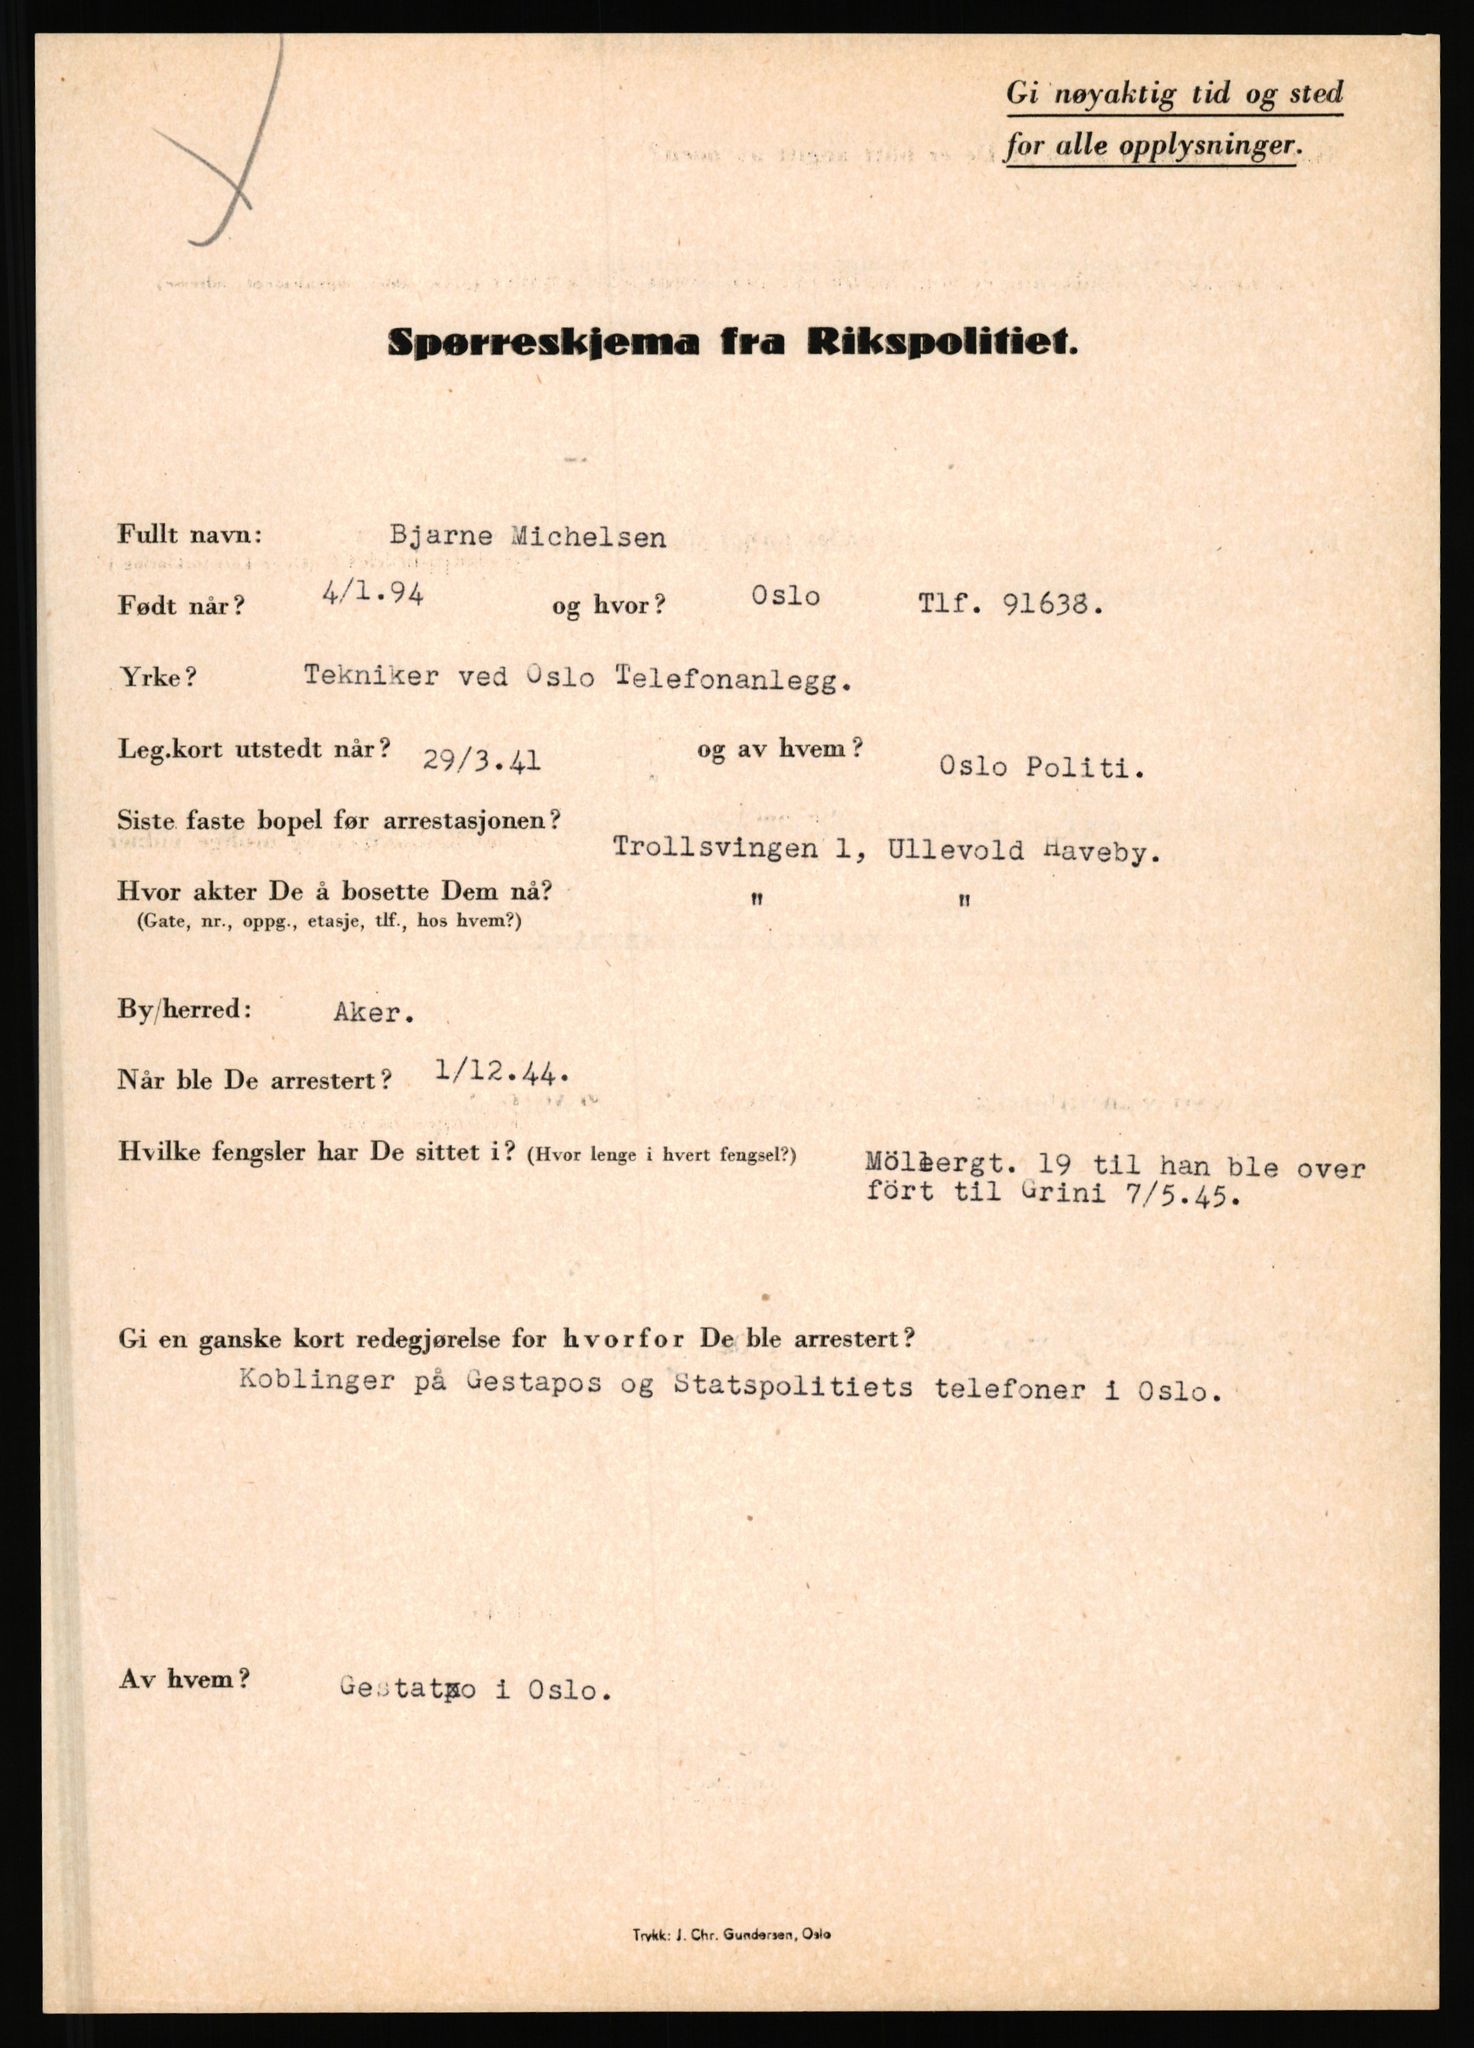 Gi nøyaktig tid og sted
for alle opplysninger.
Spørreskjema fra Rikspolitiet.
Fullt navn: Bjarne Michelsen
Født når? 4/1.94 og hvor? Oslo Tlf. 91638.
Yrke? Tekniker ved Oslo Telefonanlegg.
Leg.kort utstedt når? 29/3.41 og av hvem? Oslo Politi.
Siste faste bopel før arrestasjonen? Trollsvingen 1, Ullevold Haveby.
Hvor akter De å bosette Dem nå? " "
(Gate, nr., oppg., etasje, tlf., hos hvem?)
By/herred: Aker.
Når ble De arrestert? 1/12.44.
Hvilke fengsler har De sittet i? (Hvor lenge i hvert fengsel?) 19 til han ble over
ført til Grini 7/5.45.
Gi en ganske kort redegjørelse for hvorfor De ble arrestert?
Koblinger på Gestapos og Statspolitiets telefoner i Oslo.
Av hvem? i Oslo.
Trykk: J. Chr. Gundersen, Oslo